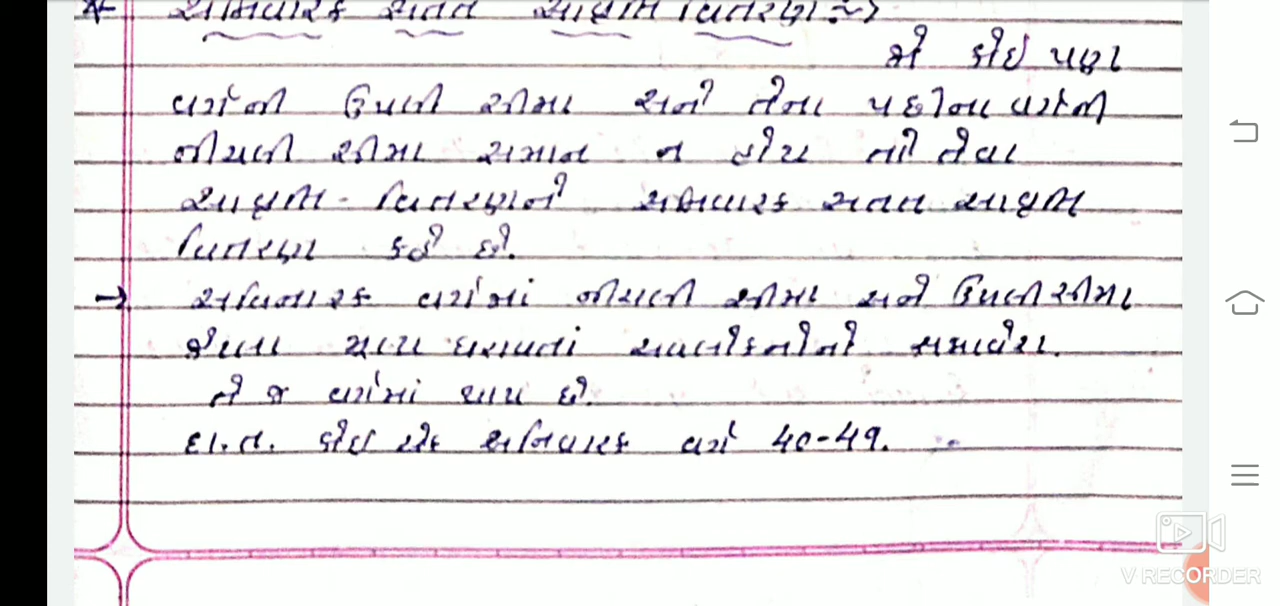 * અનિવારક સતત આવૃત્તિ વિતરણ :~>
જો કોઈ પણ
વર્ગની ઉપલી સીમા અને તેના પછીના વર્ગની
નીચલી સીમા સમાન ન હોય તો તેવા
આવૃત્તિ - વિતરણને અનિવારક સતત આવૃત્તિ
વિતરણ કહે છે.
→ અનિવારક વર્ગમાં નીચલી સીમા અને ઉપલી સીમા
જેવા માપ ધરાવતાં અવલોકનોનો સમાવેશ
તે જ વર્ગમાં થાય છે.
દા.ત. કોઈ એક અનિવારક વર્ગ 40-49.
V RECORDER